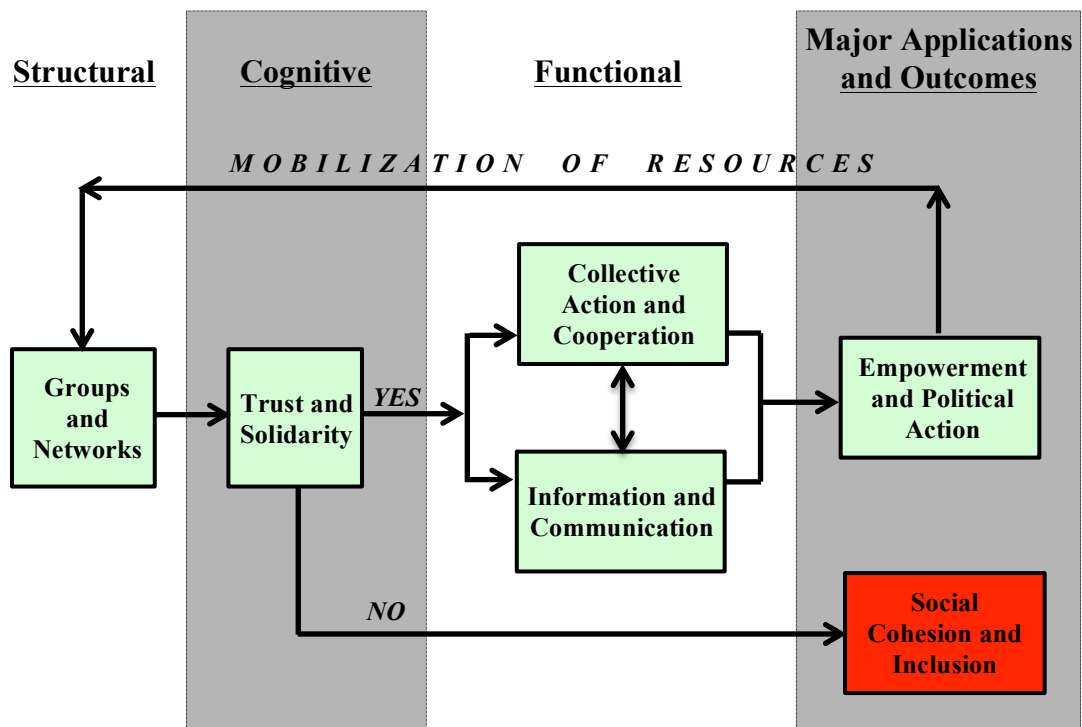 Structural
Cognitive
Functional
Major Applications
and Outcomes
MOBILIZATION OF RESOURCES
Groups
and
Networks
Trust and
Solidarity
YES
Collective
Action and
Cooperation
Information and
Communication
Empowerment
and Political
Action
NO
Social
Cohesion and
Inclusion